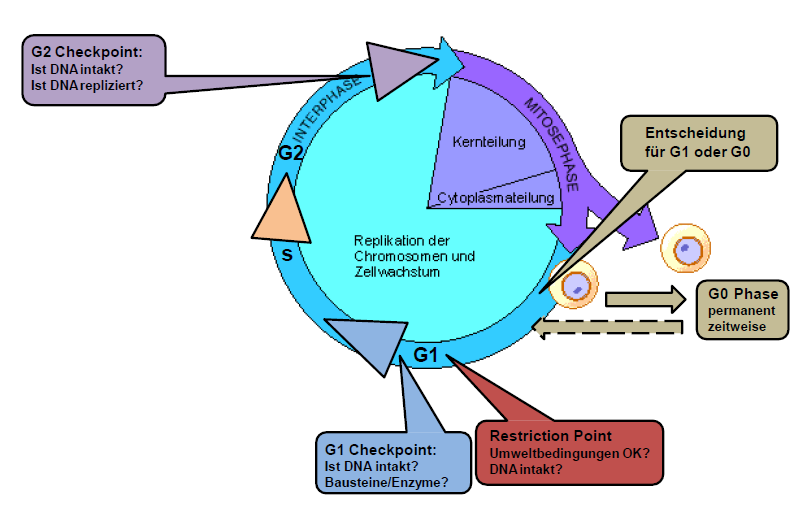 G2 Checkpoint:
Ist DNA intakt?
Ist DNA repliziert?
INTERPHASE
G2
S
G1
MITOSEPHASE
Kernteilung
Cytoplasmateilung
Replikation der
Chromosomen und
Zellwachstum
Entscheidung
für G1 oder G0
G0 Phase
permanent
zeitweise
G1 Checkpoint:
Ist DNA intakt?
Bausteine/Enzyme?
Restriction Point
Umweltbedingungen OK?
DNA intakt?